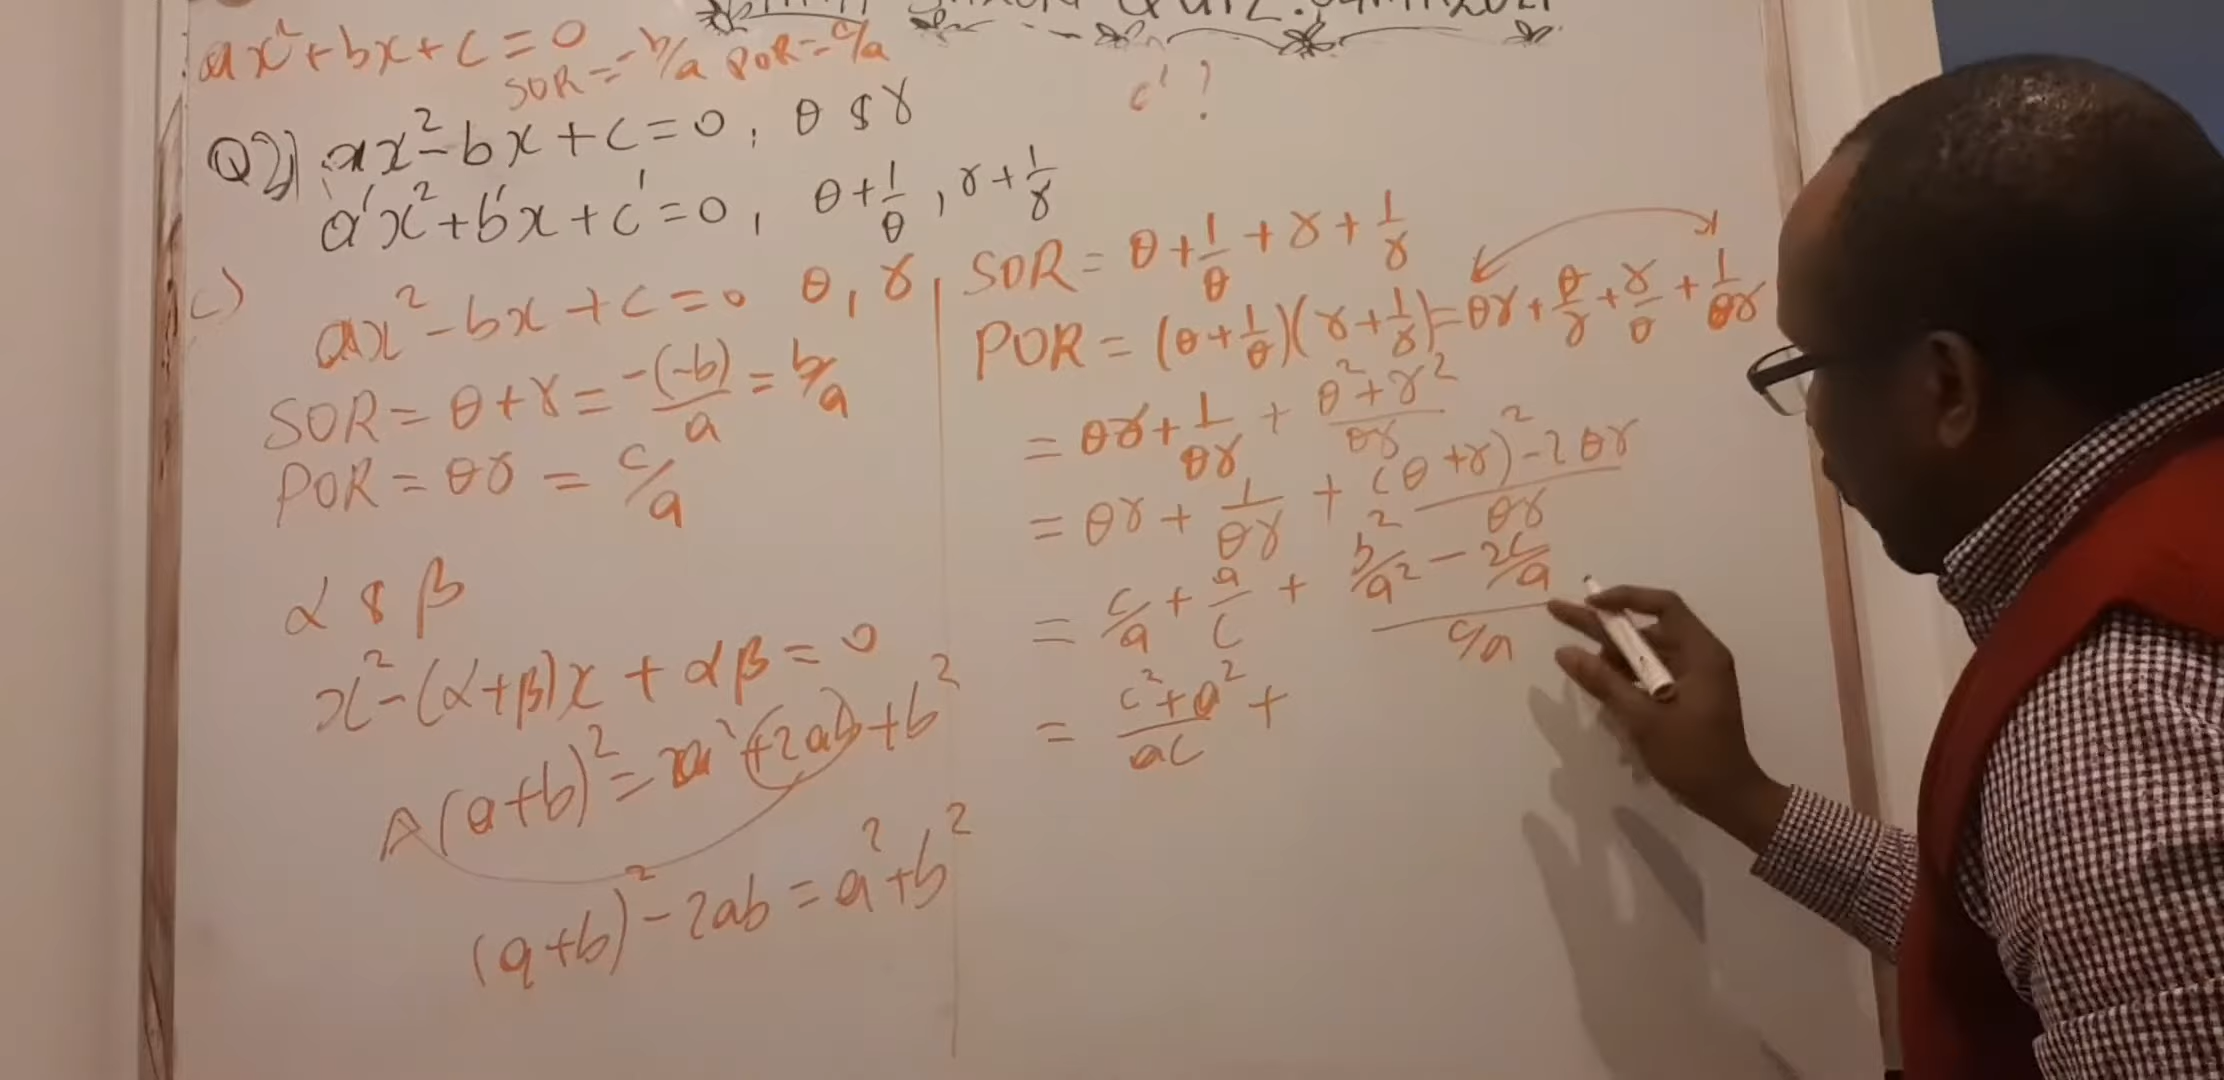 QUIZ:
ax²+bx+c=0
SOR=-b/a POR=c/a
c' ?
Q2) ax²-bx+c=0, θ & γ
a'x²+b'x+c'=0, θ+1/θ, γ+1/γ
c)
ax²-bx+c=0 θ, γ
SOR=θ+γ=-(-b)/a=b/a
POR=θγ=c/a
α & β
x²-(α+β)x+αβ=0
(a+b)²=a²+2ab+b²
(a+b)²-2ab=a²+b²
SOR=θ+1/θ+γ+1/γ
POR=(θ+1/θ)(γ+1/γ)=θγ+θ/γ+γ/θ+1/θγ
=θγ+1/θγ+(θ²+γ²)/θγ
=θγ+1/θγ+((θ+γ)²-2θγ)/θγ
=c/a+a/c+(b²/a²-2c/a)/(c/a)
=(c²+a²)/ac+